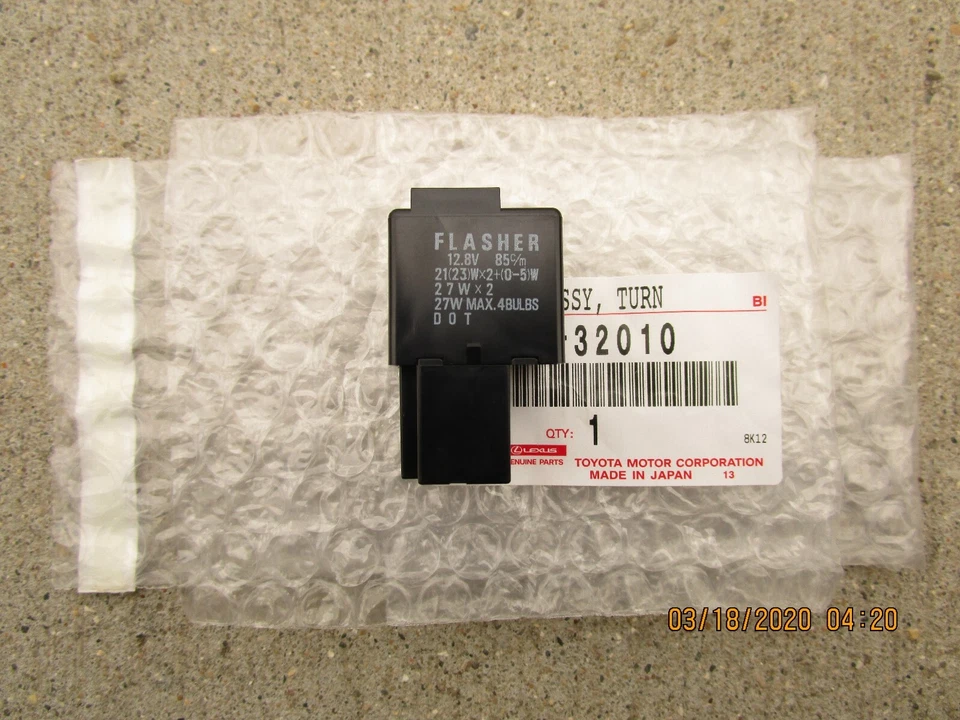 FLASHER
12.8V 85c/m
21(23)W×2+(0-5)W
27W×2
27W MAX.4BULBS
DOT
SSY, TURN
BI
-32010
QTY: 1
8K12
LEXUS
ENUINE PARTS
TOYOTA MOTOR CORPORATION
MADE IN JAPAN 13
03/18/2020 04:20